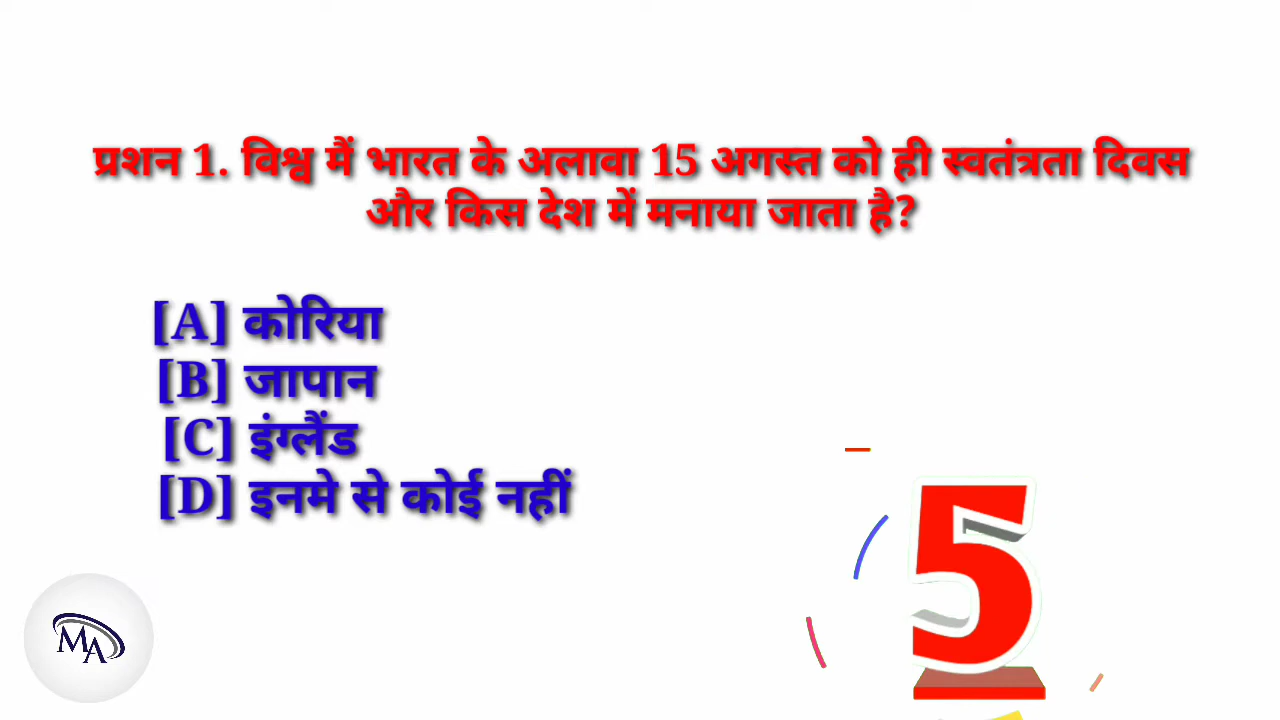 प्रशन 1. विश्व मैं भारत के अलावा 15 अगस्त को ही स्वतंत्रता दिवस
और किस देश में मनाया जाता है?
[A] कोरिया
[B] जापान
[C] इंग्लैंड
[D] इनमे से कोई नहीं
5
MA